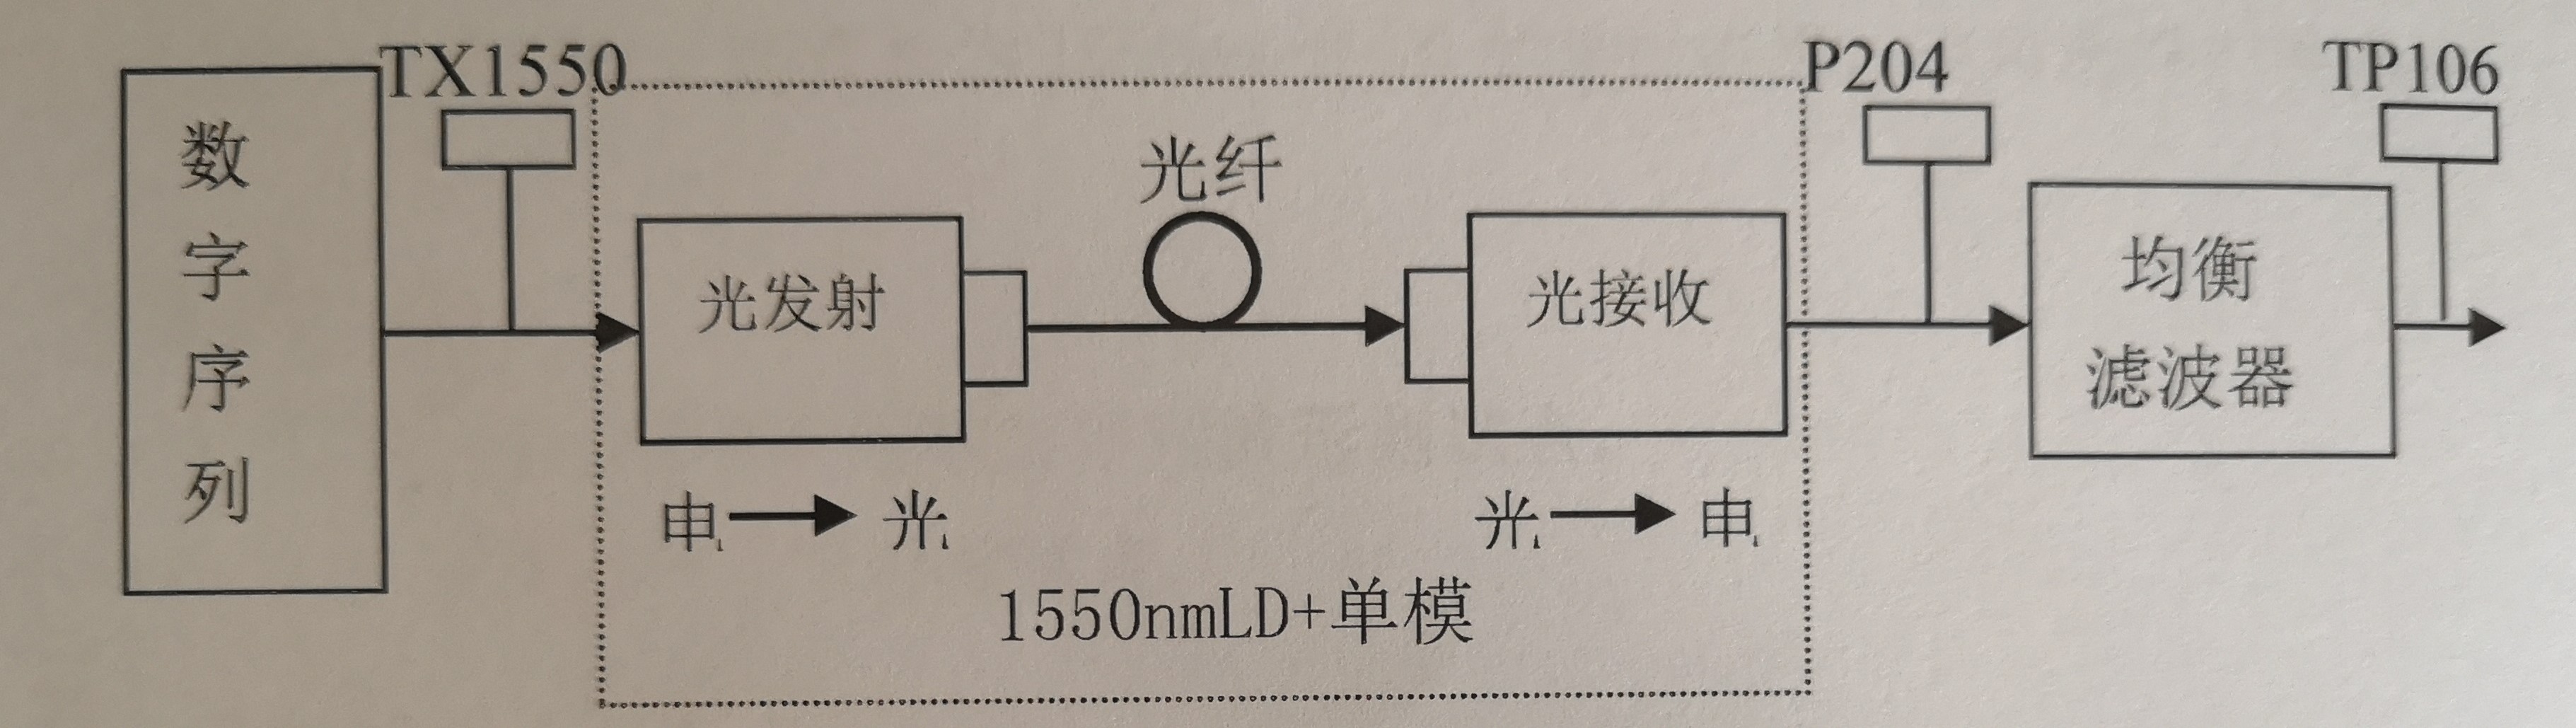 TX1550
P204
TP106
数字序列
光发射
光纤
光接收
均衡
滤波器
电 光
光 电
1550nmLD+单模